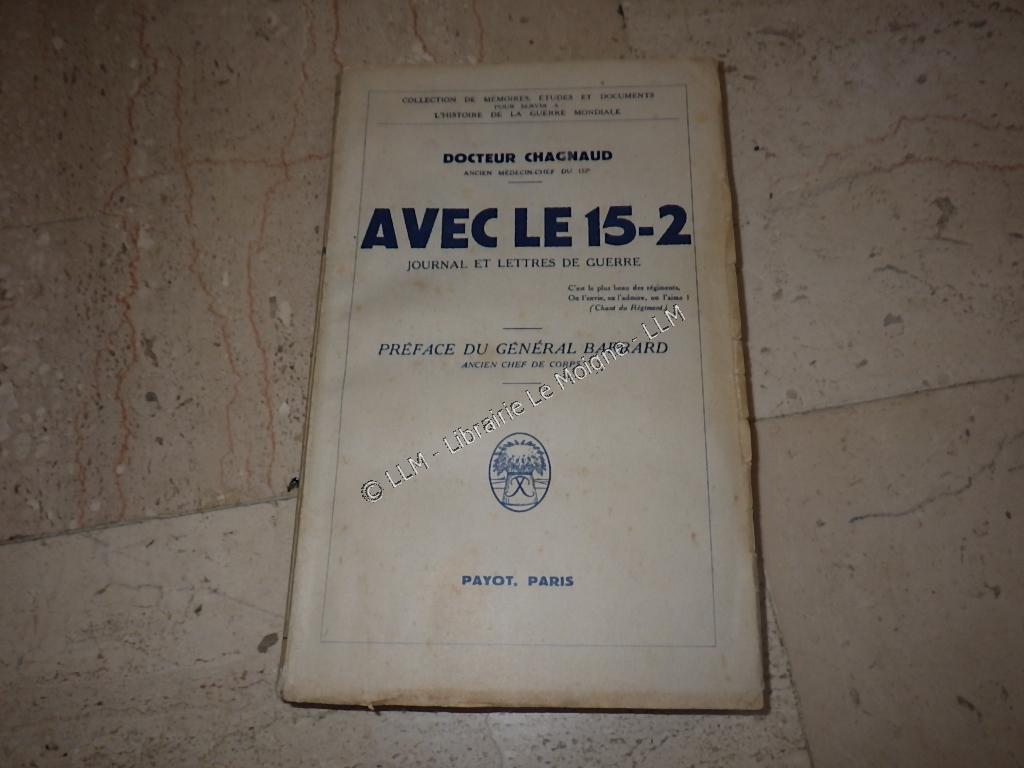 COLLECTION DE MÉMOIRES, ÉTUDES ET DOCUMENTS
POUR SERVIR A
L'HISTOIRE DE LA GUERRE MONDIALE
DOCTEUR CHAGNAUD
ANCIEN MÉDECIN-CHEF DU 152e
AVEC LE 15-2
JOURNAL ET LETTRES DE GUERRE
C'est le plus beau des régiments,
On l'envie, on l'admire, on l'aime !
(Chant du Régiment.)
PRÉFACE DU GÉNÉRAL
ANCIEN CHEF DE CORPS
© LLM - Librairie Le Moigne - LLM
PAYOT, PARIS